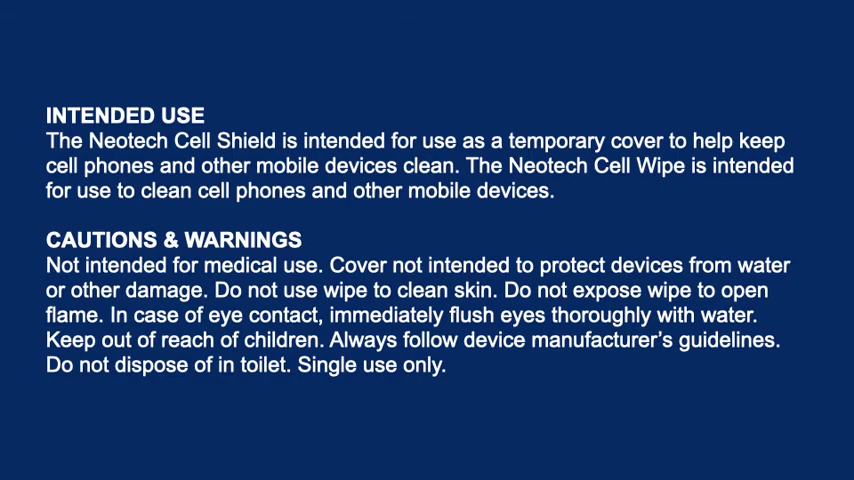 INTENDED USE
The Neotech Cell Shield is intended for use as a temporary cover to help keep
cell phones and other mobile devices clean. The Neotech Cell Wipe is intended
for use to clean cell phones and other mobile devices.
CAUTIONS & WARNINGS
Not intended for medical use. Cover not intended to protect devices from water
or other damage. Do not use wipe to clean skin. Do not expose wipe to open
flame. In case of eye contact, immediately flush eyes thoroughly with water.
Keep out of reach of children. Always follow device manufacturer’s guidelines.
Do not dispose of in toilet. Single use only.